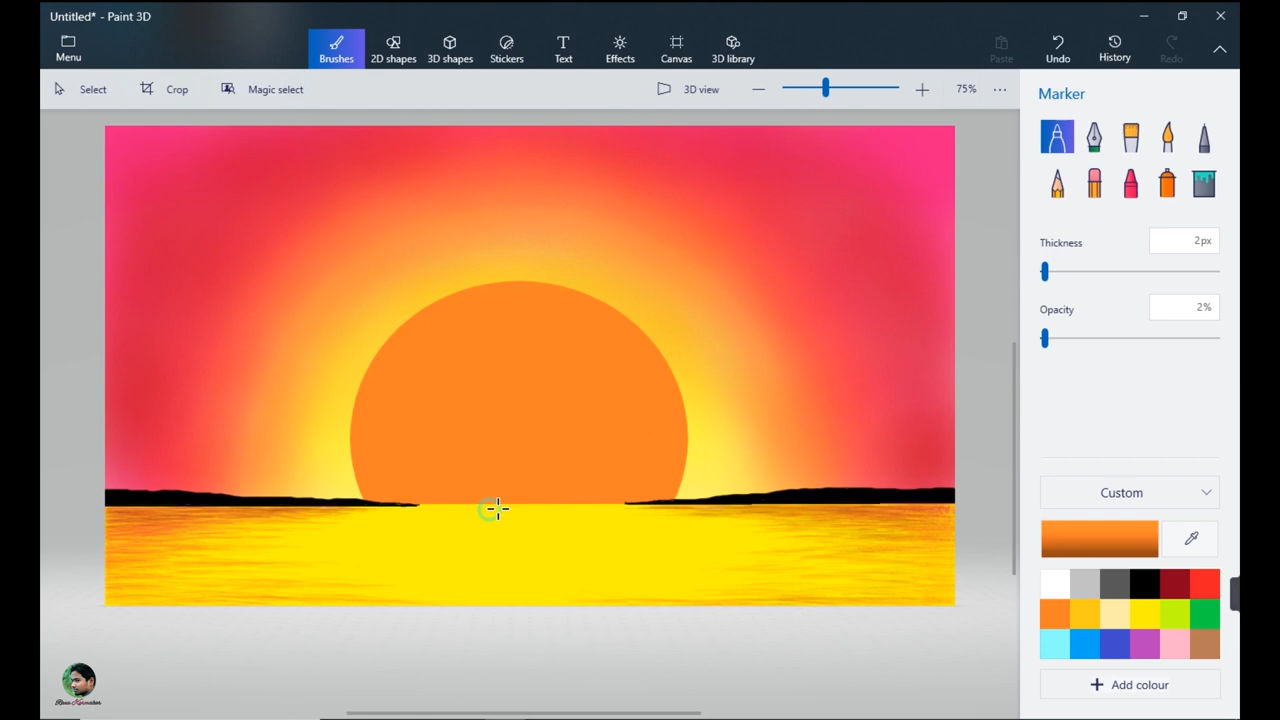 Untitled* - Paint 3D
Menu
Brushes
2D shapes
3D shapes
Stickers
Text
Effects
Canvas
3D library
Paste
Undo
History
Redo
Select
Crop
Magic select
3D view
75%
Marker
Thickness
2px
Opacity
2%
Custom
Add colour